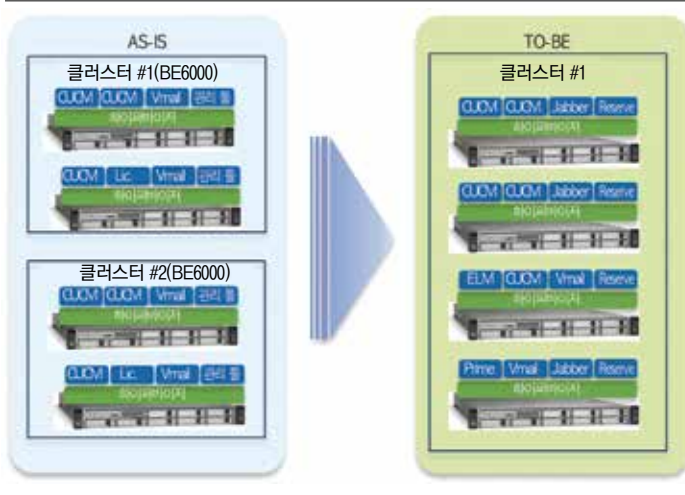 AS-IS
클러스터 #1(BE6000)
CUCM CUCM Vmail 관리 툴
하이퍼바이저
CUCM Lic. Vmail 관리 툴
하이퍼바이저
클러스터 #2(BE6000)
CUCM CUCM Vmail 관리 툴
하이퍼바이저
CUCM Lic. Vmail 관리 툴
하이퍼바이저
TO-BE
클러스터 #1
CUCM CUCM Jabber Reserve
하이퍼바이저
CUCM CUCM Jabber Reserve
하이퍼바이저
ELM CUCM Vmail Reserve
하이퍼바이저
Prime Vmail Jabber Reserve
하이퍼바이저